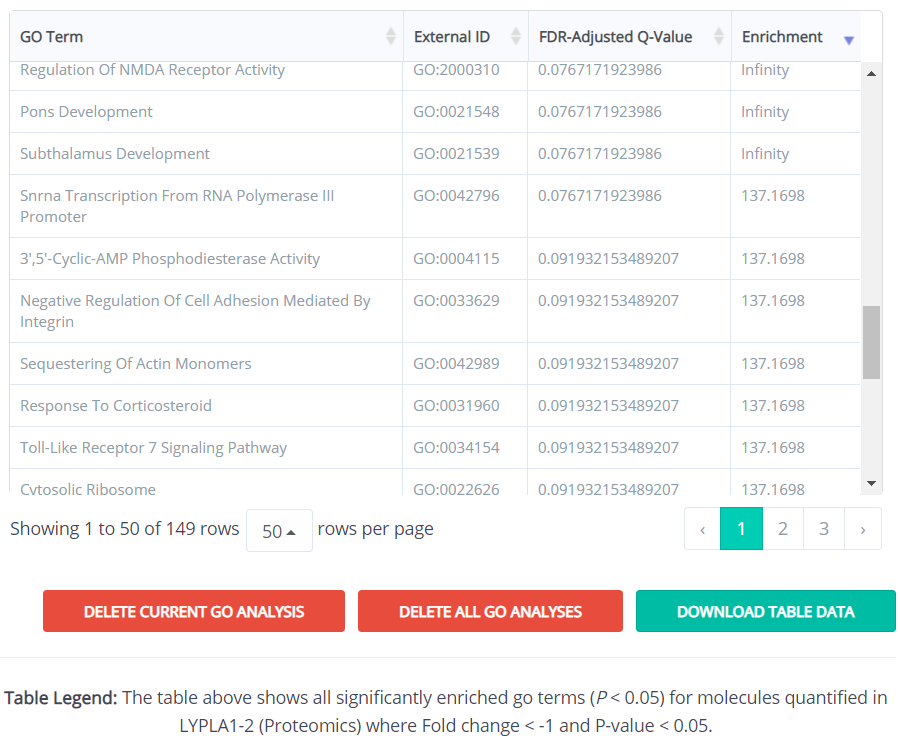 GO Term External ID FDR-Adjusted Q-Value Enrichment
Regulation Of NMDA Receptor Activity GO:2000310 0.0767171923986 Infinity
Pons Development GO:0021548 0.0767171923986 Infinity
Subthalamus Development GO:0021539 0.0767171923986 Infinity
Snrna Transcription From RNA Polymerase III GO:0042796 0.0767171923986 137.1698
Promoter
3',5'-Cyclic-AMP Phosphodiesterase Activity GO:0004115 0.091932153489207 137.1698
Negative Regulation Of Cell Adhesion Mediated By GO:0033629 0.091932153489207 137.1698
Integrin
Sequestering Of Actin Monomers GO:0042989 0.091932153489207 137.1698
Response To Corticosteroid GO:0031960 0.091932153489207 137.1698
Toll-Like Receptor 7 Signaling Pathway GO:0034154 0.091932153489207 137.1698
Cytosolic Ribosome GO:0022626 0.091932153489207 137.1698
Showing 1 to 50 of 149 rows 50 rows per page ‹ 1 2 3 ›
DELETE CURRENT GO ANALYSIS DELETE ALL GO ANALYSES DOWNLOAD TABLE DATA
Table Legend: The table above shows all significantly enriched go terms (P < 0.05) for molecules quantified in
LYPLA1-2 (Proteomics) where Fold change < -1 and P-value < 0.05.